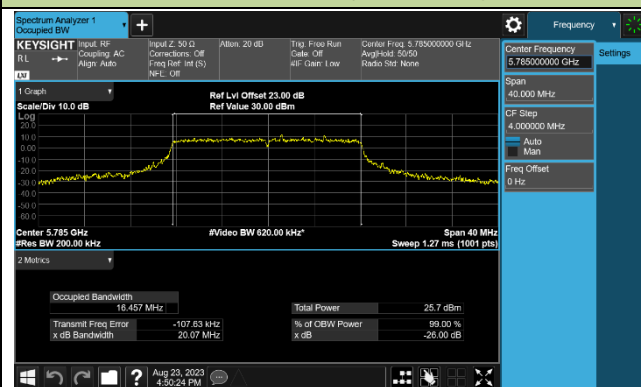 Spectrum Analyzer 1
Occupied BW
+
Frequency
KEYSIGHT
RL
LXI
Input: RF
Coupling: AC
Align: Auto
Input Z: 50 Ω
Corrections: Off
Freq Ref: Int (S)
NFE: Off
Atten: 20 dB
Trig: Free Run
Gate: Off
#IF Gain: Low
Center Freq: 5.785000000 GHz
Avg|Hold: 50/50
Radio Std: None
Center Frequency
5.785000000 GHz
Settings
Span
40.000 MHz
CF Step
4.000000 MHz
Auto
Man
Freq Offset
0 Hz
1 Graph
Scale/Div 10.0 dB
Ref Lvl Offset 23.00 dB
Ref Value 30.00 dBm
Log
20.0
10.0
0.00
-10.0
-20.0
-30.0
-40.0
-50.0
-60.0
Center 5.785 GHz
#Res BW 200.00 kHz
#Video BW 620.00 kHz*
Span 40 MHz
Sweep 1.27 ms (1001 pts)
2 Metrics
Occupied Bandwidth
16.457 MHz
Total Power 25.7 dBm
Transmit Freq Error -107.63 kHz
% of OBW Power 99.00 %
x dB Bandwidth 20.07 MHz
x dB -26.00 dB
?
Aug 23, 2023
4:50:24 PM